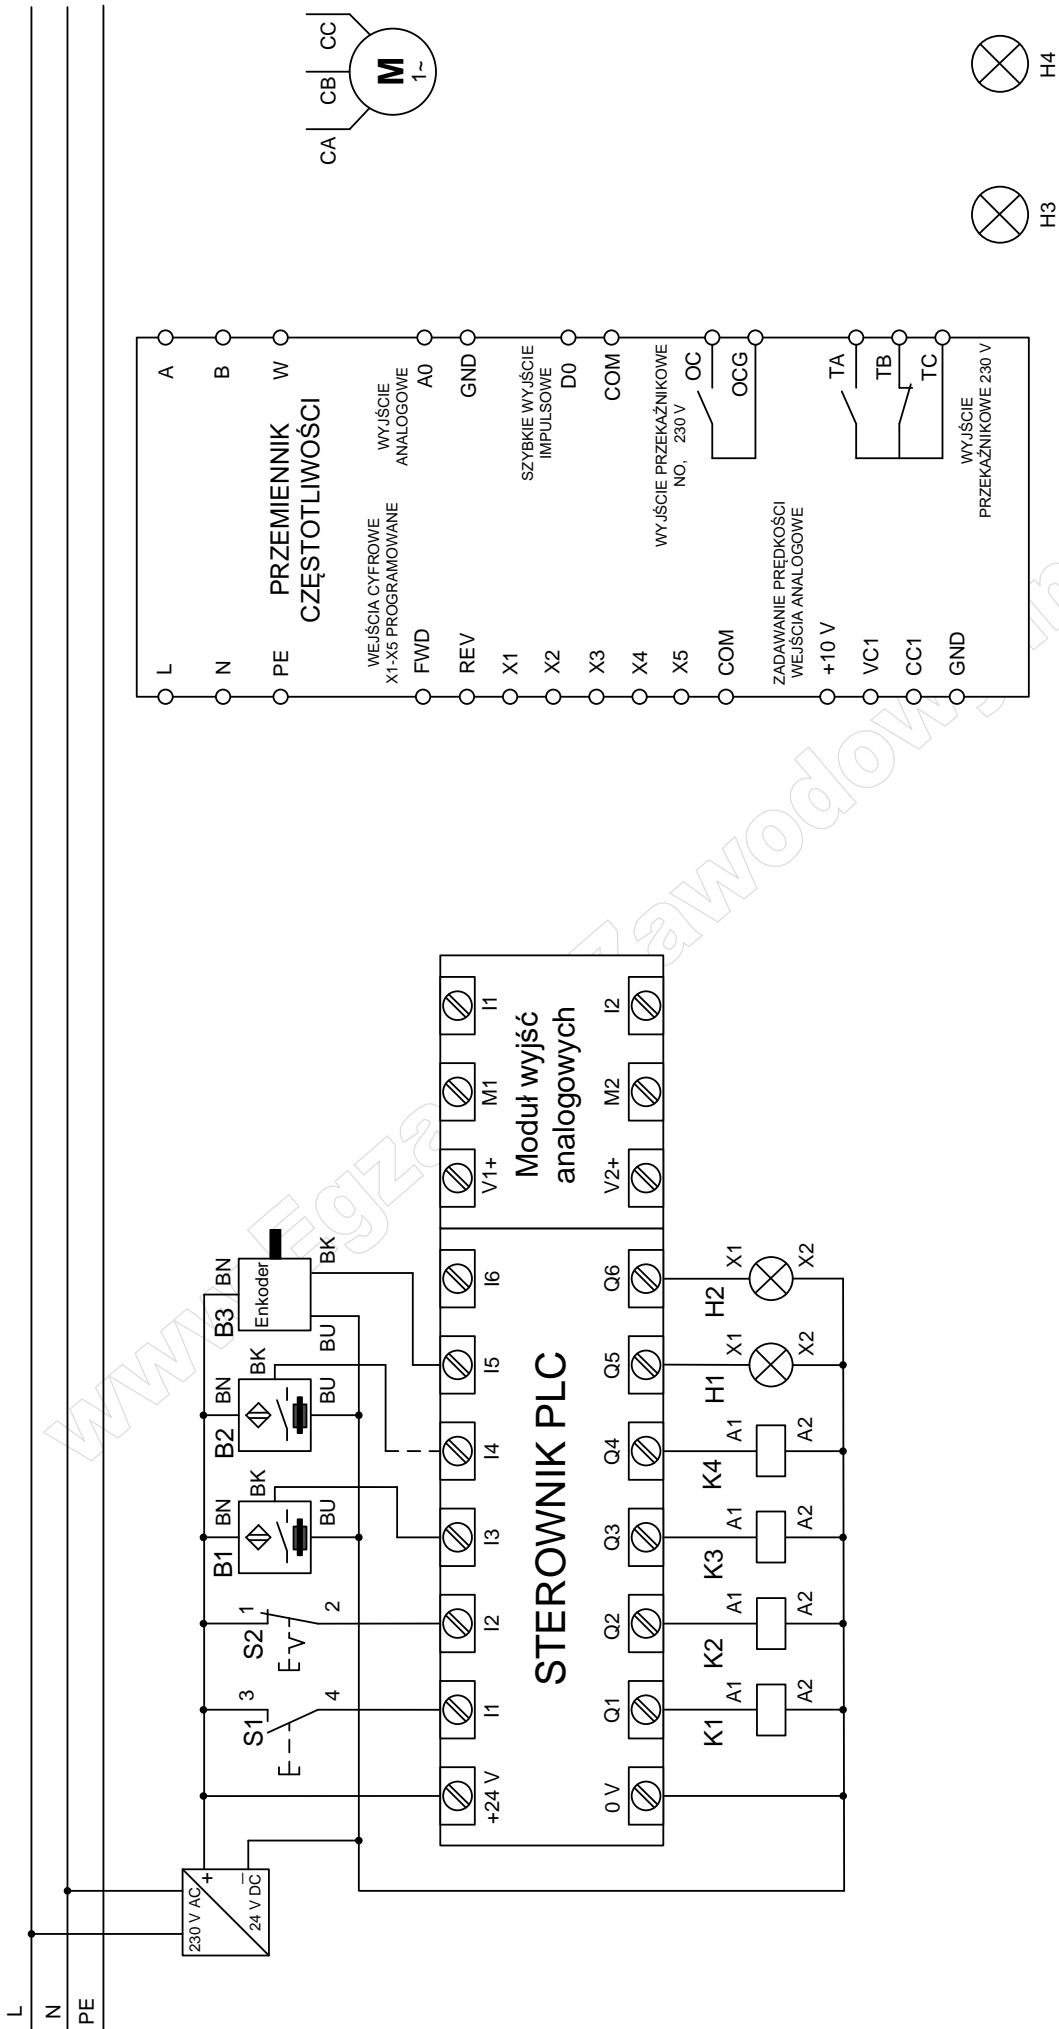 L
N
PE
230 V AC
24 V DC
+
–
S1
3
4
S2
1
2
B1
BN
BK
BU
B2
BN
BK
BU
B3
BN
Enkoder
BU
BK
+24 V
I1
I2
I3
I4
I5
I6
V1+
M1
I1
STEROWNIK PLC
Moduł wyjść
analogowych
0 V
Q1
Q2
Q3
Q4
Q5
Q6
V2+
M2
I2
K1
A1
A2
K2
A1
A2
K3
A1
A2
K4
A1
A2
H1
X1
X2
H2
X1
X2
L
N
PE
PRZEMIENNIK
CZĘSTOTLIWOŚCI
A
B
W
WEJŚCIA CYFROWE
X1-X5 PROGRAMOWANE
FWD
REV
X1
X2
X3
X4
X5
COM
ZADAWANIE PRĘDKOŚCI
WEJŚCIA ANALOGOWE
+10 V
VC1
CC1
GND
WYJŚCIE
ANALOGOWE
A0
GND
SZYBKIE WYJŚCIE
IMPULSOWE
D0
COM
WYJŚCIE PRZEKAŹNIKOWE
NO, 230 V
OC
OCG
TA
TB
TC
WYJŚCIE
PRZEKAŹNIKOWE 230 V
CA
CB
CC
M
1~
H3
H4